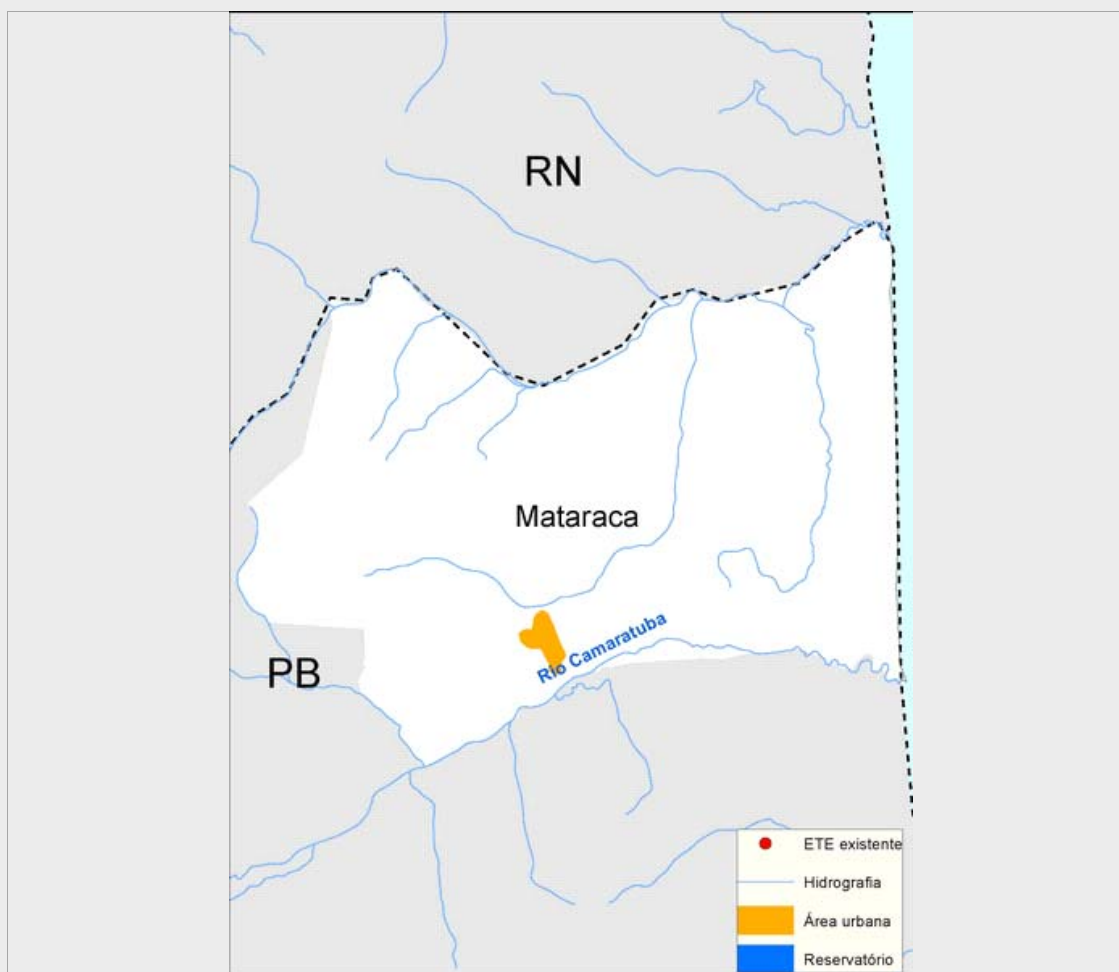 RN
Mataraca
Rio Camaratuba
PB
ETE existente
Hidrografia
Área urbana
Reservatório